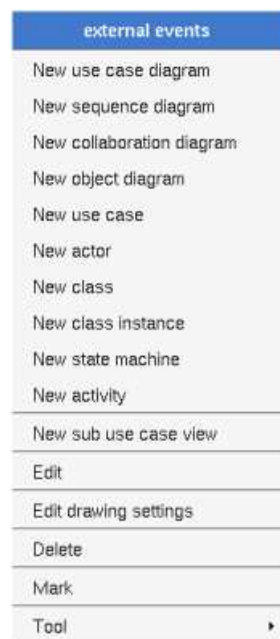 external events
New use case diagram
New sequence diagram
New collaboration diagram
New object diagram
New use case
New actor
New class
New class instance
New state machine
New activity
New sub use case view
Edit
Edit drawing settings
Delete
Mark
Tool